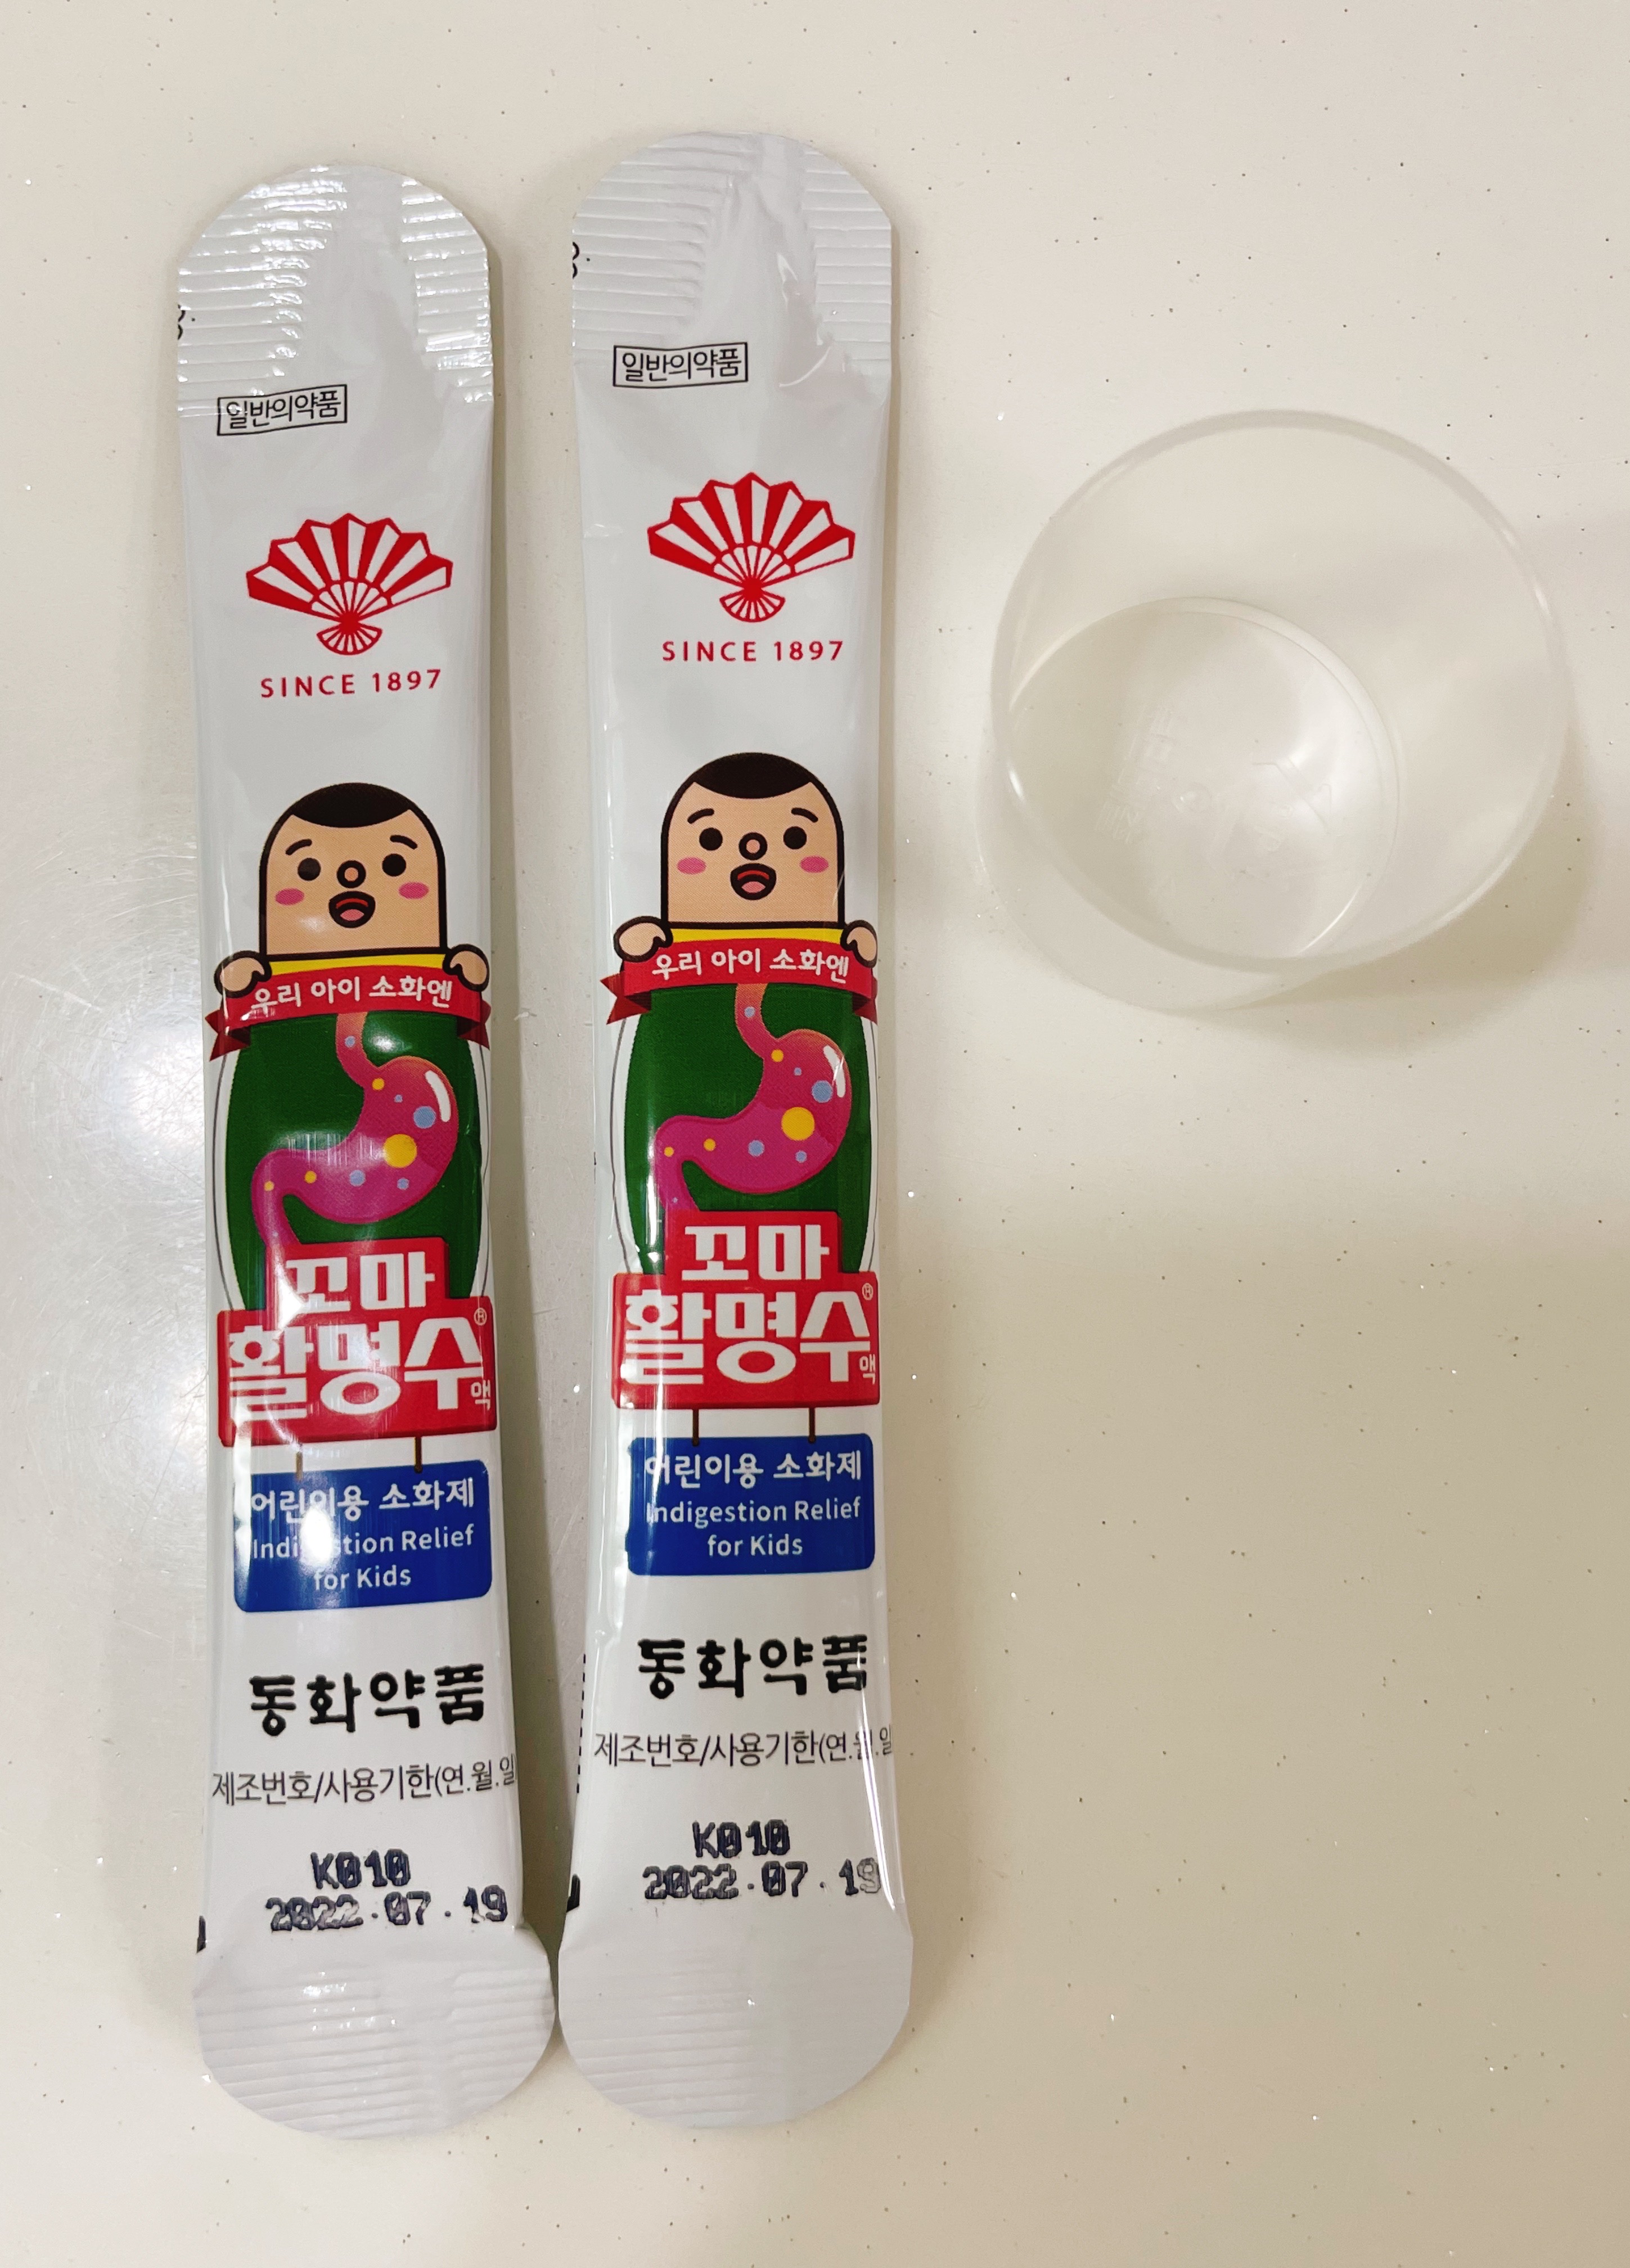 일반의약품
SINCE 1897
우리 아이 소화엔
꼬마
활명수®
액
어린이용 소화제
Indigestion Relief
for Kids
동화약품
제조번호/사용기한(연.월.일
K010
2022.07.19
일반의약품
SINCE 1897
우리 아이 소화엔
꼬마
활명수®
액
어린이용 소화제
Indigestion Relief
for Kids
동화약품
제조번호/사용기한(연.월.일
K010
2022.07.19